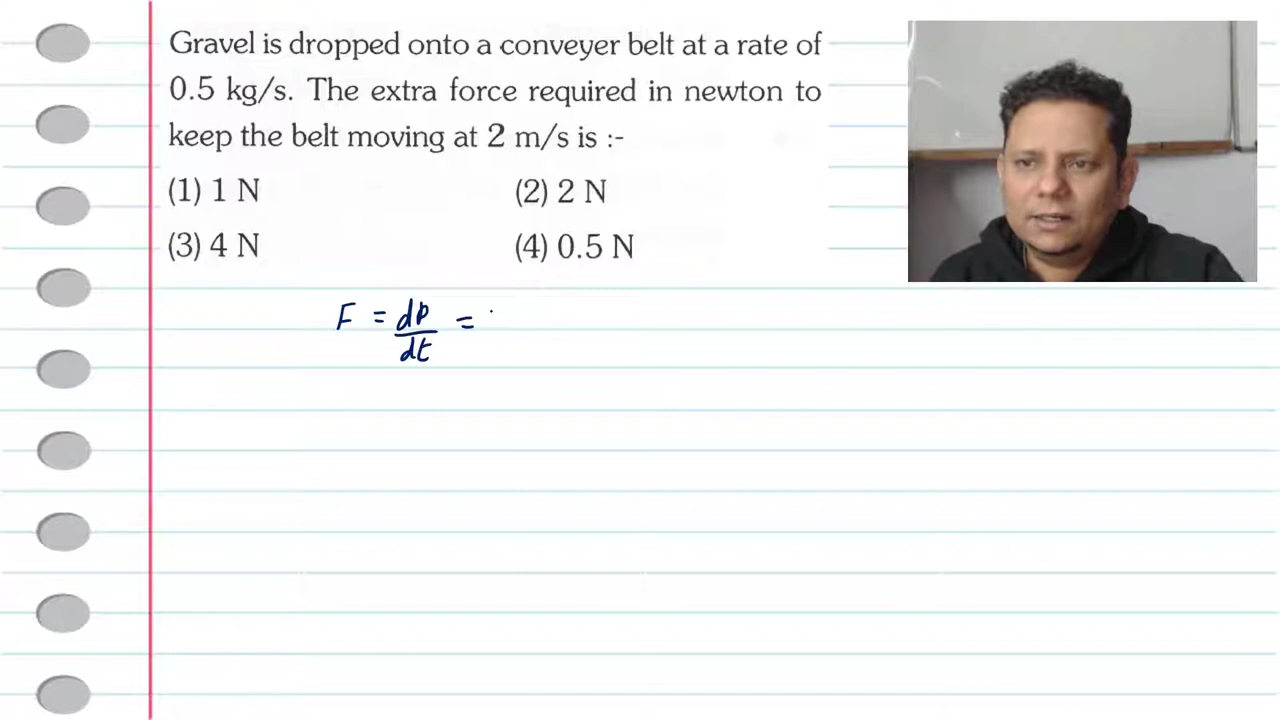 Gravel is dropped onto a conveyer belt at a rate of
0.5 kg/s. The extra force required in newton to
keep the belt moving at 2 m/s is :-
(1) 1 N (2) 2 N
(3) 4 N (4) 0.5 N
F = dp/dt =